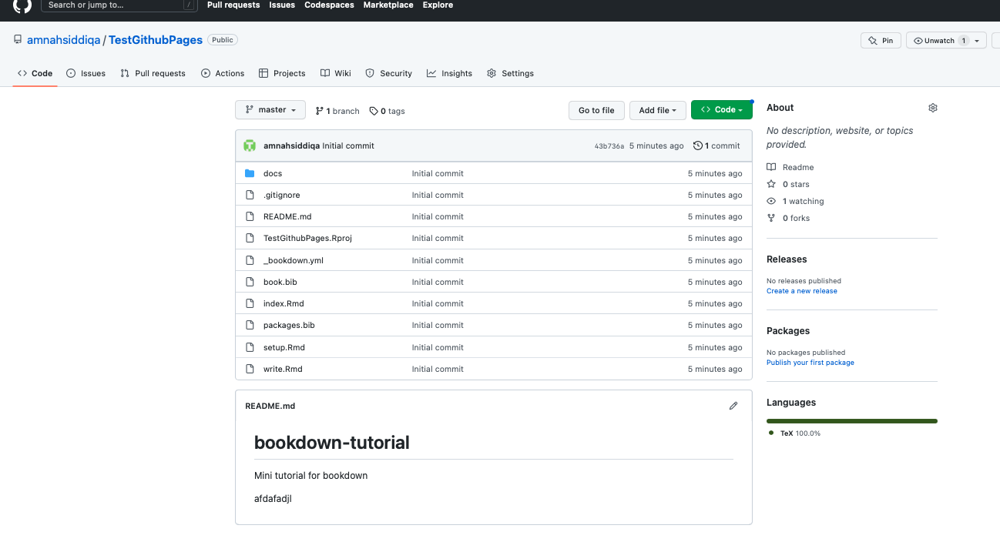 Search or jump to... /
Pull requests Issues Codespaces Marketplace Explore
amnahsiddiqa / TestGithubPages Public
Pin Unwatch 1
Code Issues Pull requests Actions Projects Wiki Security Insights Settings
master 1 branch 0 tags Go to file Add file Code
amnahsiddiqa Initial commit 43b736a 5 minutes ago 1 commit
docs Initial commit 5 minutes ago
.gitignore Initial commit 5 minutes ago
README.md Initial commit 5 minutes ago
TestGithubPages.Rproj Initial commit 5 minutes ago
_bookdown.yml Initial commit 5 minutes ago
book.bib Initial commit 5 minutes ago
index.Rmd Initial commit 5 minutes ago
packages.bib Initial commit 5 minutes ago
setup.Rmd Initial commit 5 minutes ago
write.Rmd Initial commit 5 minutes ago
README.md
bookdown-tutorial
Mini tutorial for bookdown
afdafadjl
About
No description, website, or topics
provided.
Readme
0 stars
1 watching
0 forks
Releases
No releases published
Create a new release
Packages
No packages published
Publish your first package
Languages
TeX 100.0%